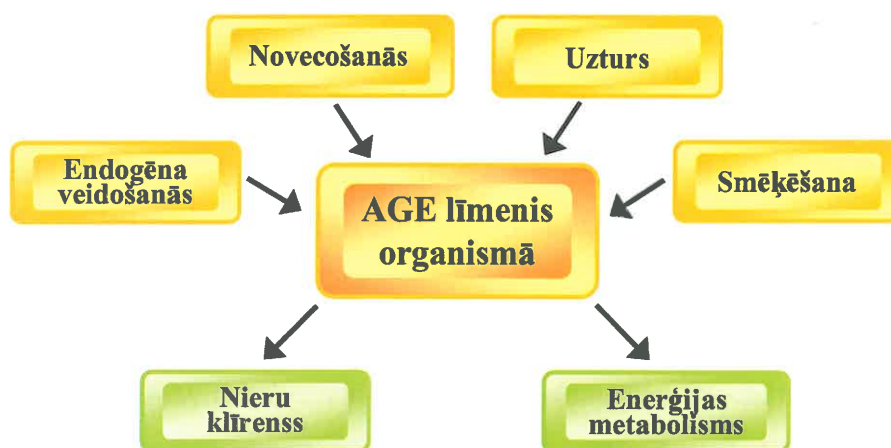 Novecošanās
Uzturs
Endogēna
veidošanās
Smēķēšana
AGE līmenis
organismā
Nieru
klīrenss
Enerģijas
metabolisms